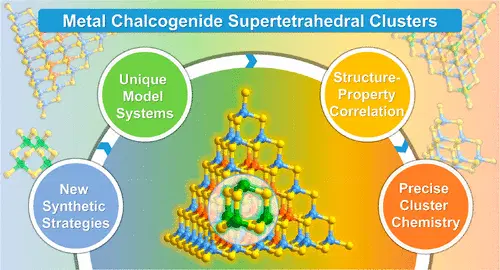 Metal Chalcogenide Supertetrahedral Clusters
Unique
Model
Systems
Structure-
Property
Correlation
New
Synthetic
Strategies
Precise
Cluster
Chemistry